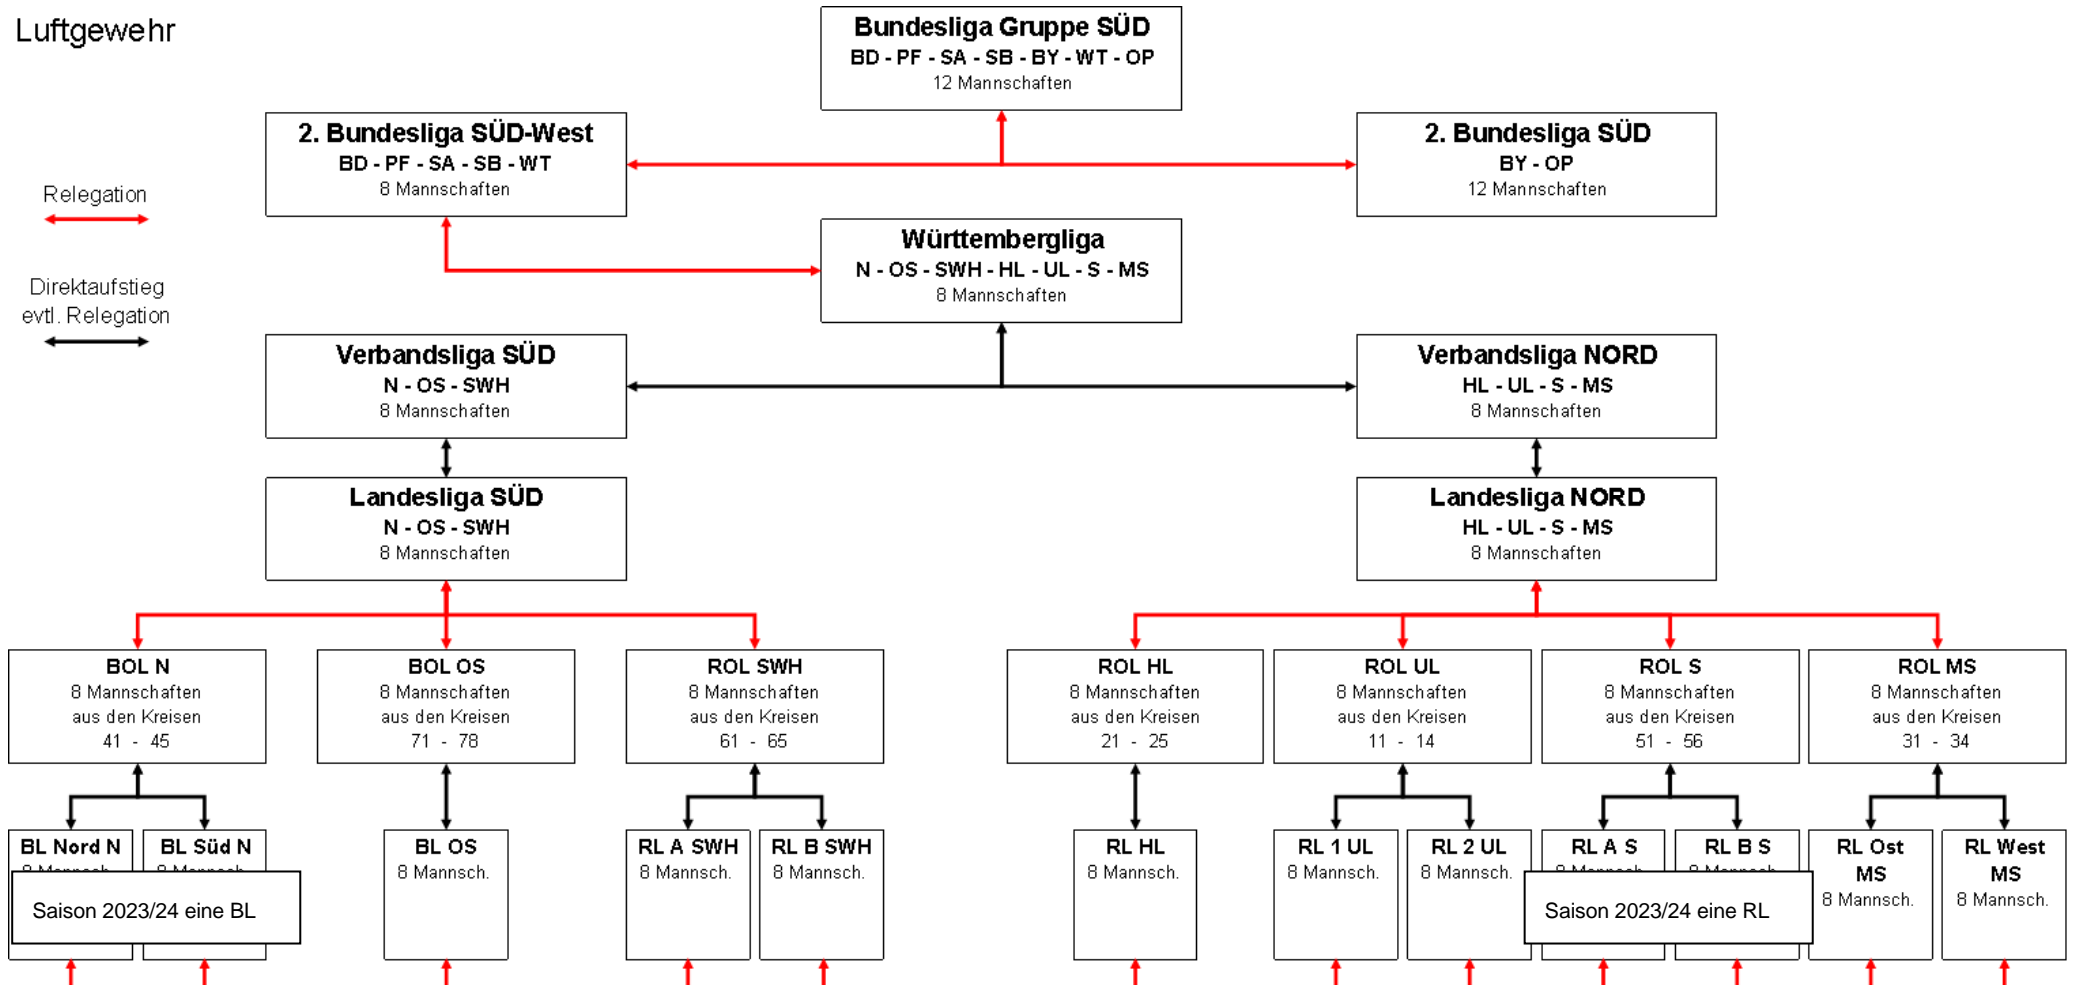 Luftgewehr
Bundesliga Gruppe SÜD
BD - PF - SA - SB - BY - WT - OP
12 Mannschaften
2. Bundesliga SÜD-West
BD - PF - SA - SB - WT
8 Mannschaften
2. Bundesliga SÜD
BY - OP
12 Mannschaften
Relegation
Direktaufstieg
evtl. Relegation
Württembergliga
N - OS - SWH - HL - UL - S - MS
8 Mannschaften
Verbandsliga SÜD
N - OS - SWH
8 Mannschaften
Verbandsliga NORD
HL - UL - S - MS
8 Mannschaften
Landesliga SÜD
N - OS - SWH
8 Mannschaften
Landesliga NORD
HL - UL - S - MS
8 Mannschaften
BOL N
8 Mannschaften
aus den Kreisen
41 - 45
BOL OS
8 Mannschaften
aus den Kreisen
71 - 78
ROL SWH
8 Mannschaften
aus den Kreisen
61 - 65
ROL HL
8 Mannschaften
aus den Kreisen
21 - 25
ROL UL
8 Mannschaften
aus den Kreisen
11 - 14
ROL S
8 Mannschaften
aus den Kreisen
51 - 56
ROL MS
8 Mannschaften
aus den Kreisen
31 - 34
BL Nord N
8 Mannsch.
BL Süd N
8 Mannsch.
Saison 2023/24 eine BL
BL OS
8 Mannsch.
RL A SWH
8 Mannsch.
RL B SWH
8 Mannsch.
RL HL
8 Mannsch.
RL 1 UL
8 Mannsch.
RL 2 UL
8 Mannsch.
RL A S
8 Mannsch.
RL B S
8 Mannsch.
Saison 2023/24 eine RL
RL Ost
MS
8 Mannsch.
RL West
MS
8 Mannsch.